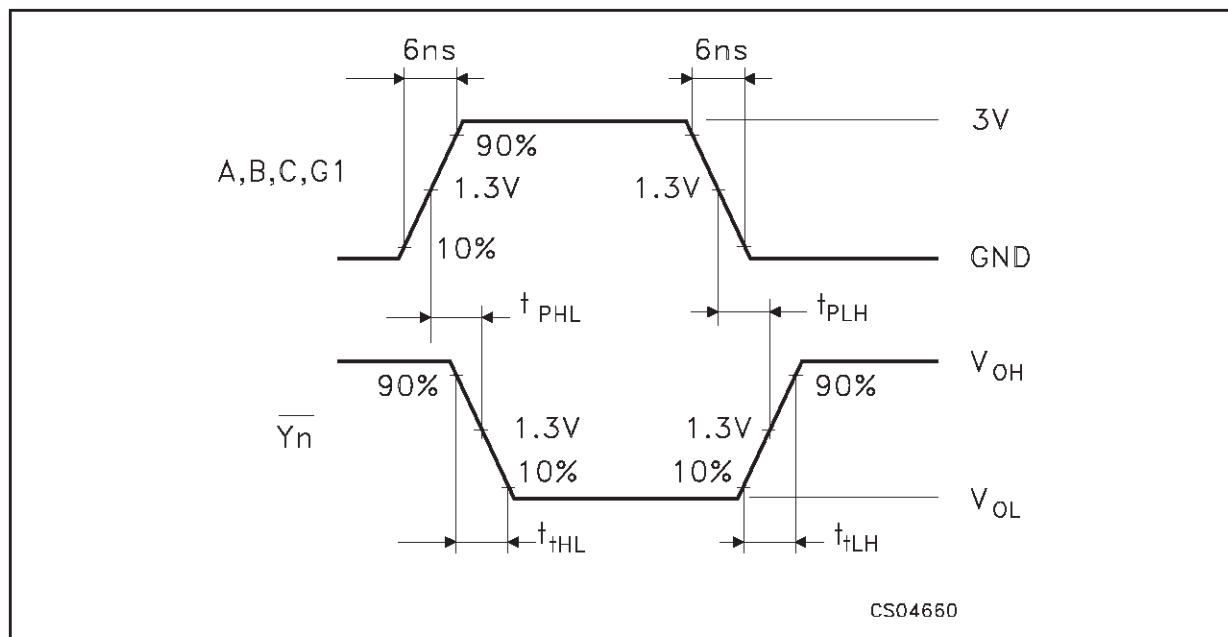 6ns
6ns
3V
90%
A,B,C,G1
1.3V
1.3V
10%
GND
tPHL
tPLH
VOH
90%
90%
Yn
1.3V
1.3V
10%
10%
VOL
ttHL
ttLH
CS04660